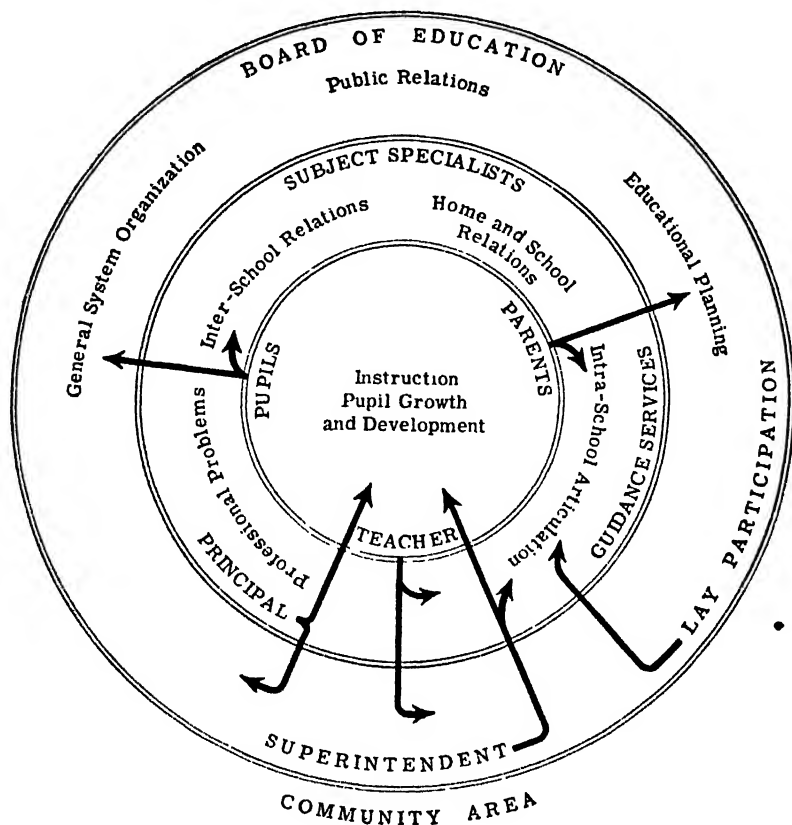 BOARD OF EDUCATION
Public Relations
General System Organization
Educational Planning
SUBJECT SPECIALISTS
Inter-School Relations
Home and School
Relations
PUPILS
PARENTS
Instruction
Pupil Growth
and Development
Professional Problems
Intra-School Articulation
GUIDANCE SERVICES
LAY PARTICIPATION
PRINCIPAL
TEACHER
SUPERINTENDENT
COMMUNITY AREA